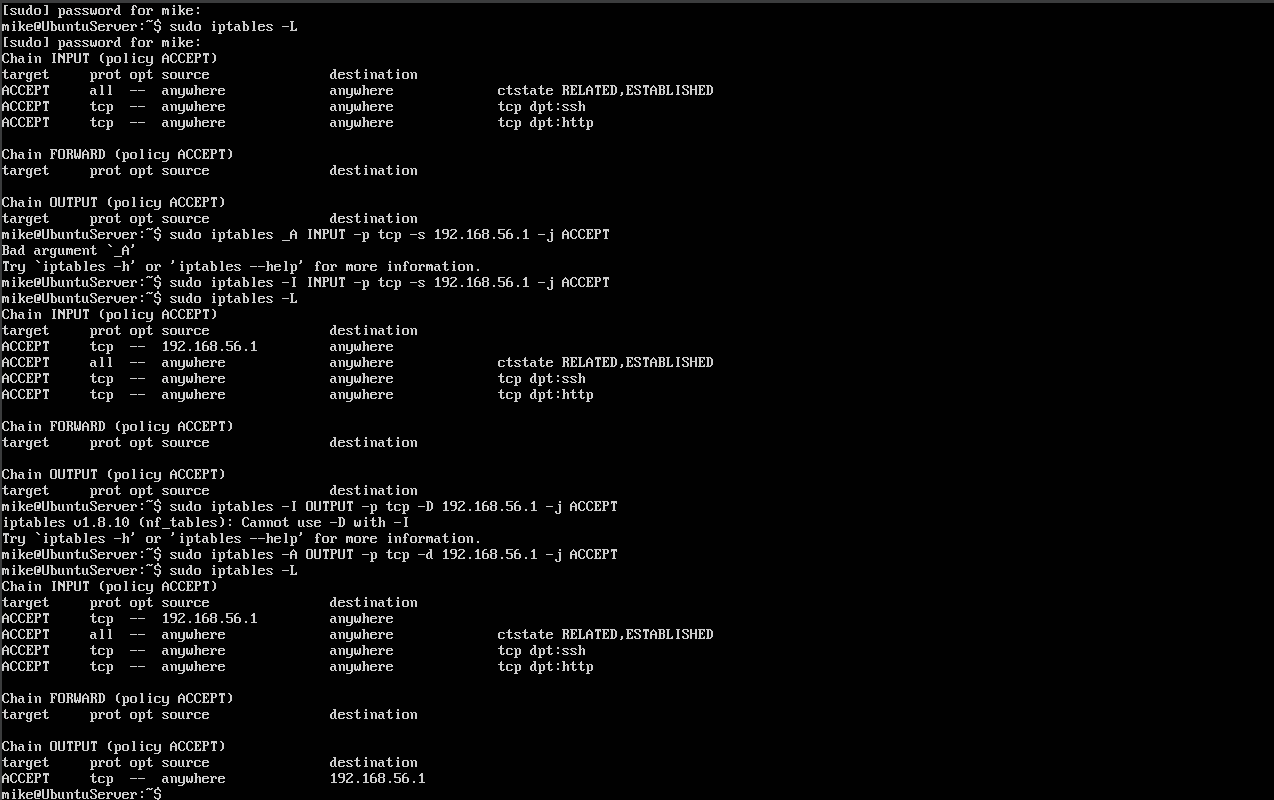 [sudo] password for mike:
mike@UbuntuServer:~$ sudo iptables -L
[sudo] password for mike:
Chain INPUT (policy ACCEPT)
target     prot opt source               destination
ACCEPT     all  --  anywhere             anywhere             ctstate RELATED,ESTABLISHED
ACCEPT     tcp  --  anywhere             anywhere             tcp dpt:ssh
ACCEPT     tcp  --  anywhere             anywhere             tcp dpt:http

Chain FORWARD (policy ACCEPT)
target     prot opt source               destination

Chain OUTPUT (policy ACCEPT)
target     prot opt source               destination
mike@UbuntuServer:~$ sudo iptables _A INPUT -p tcp -s 192.168.56.1 -j ACCEPT
Bad argument `_A'
Try `iptables -h' or 'iptables --help' for more information.
mike@UbuntuServer:~$ sudo iptables -I INPUT -p tcp -s 192.168.56.1 -j ACCEPT
mike@UbuntuServer:~$ sudo iptables -L
Chain INPUT (policy ACCEPT)
target     prot opt source               destination
ACCEPT     tcp  --  192.168.56.1         anywhere
ACCEPT     all  --  anywhere             anywhere             ctstate RELATED,ESTABLISHED
ACCEPT     tcp  --  anywhere             anywhere             tcp dpt:ssh
ACCEPT     tcp  --  anywhere             anywhere             tcp dpt:http

Chain FORWARD (policy ACCEPT)
target     prot opt source               destination

Chain OUTPUT (policy ACCEPT)
target     prot opt source               destination
mike@UbuntuServer:~$ sudo iptables -I OUTPUT -p tcp -D 192.168.56.1 -j ACCEPT
iptables v1.8.10 (nf_tables): Cannot use -D with -I
Try `iptables -h' or 'iptables --help' for more information.
mike@UbuntuServer:~$ sudo iptables -A OUTPUT -p tcp -d 192.168.56.1 -j ACCEPT
mike@UbuntuServer:~$ sudo iptables -L
Chain INPUT (policy ACCEPT)
target     prot opt source               destination
ACCEPT     tcp  --  192.168.56.1         anywhere
ACCEPT     all  --  anywhere             anywhere             ctstate RELATED,ESTABLISHED
ACCEPT     tcp  --  anywhere             anywhere             tcp dpt:ssh
ACCEPT     tcp  --  anywhere             anywhere             tcp dpt:http

Chain FORWARD (policy ACCEPT)
target     prot opt source               destination

Chain OUTPUT (policy ACCEPT)
target     prot opt source               destination
ACCEPT     tcp  --  anywhere             192.168.56.1
mike@UbuntuServer:~$